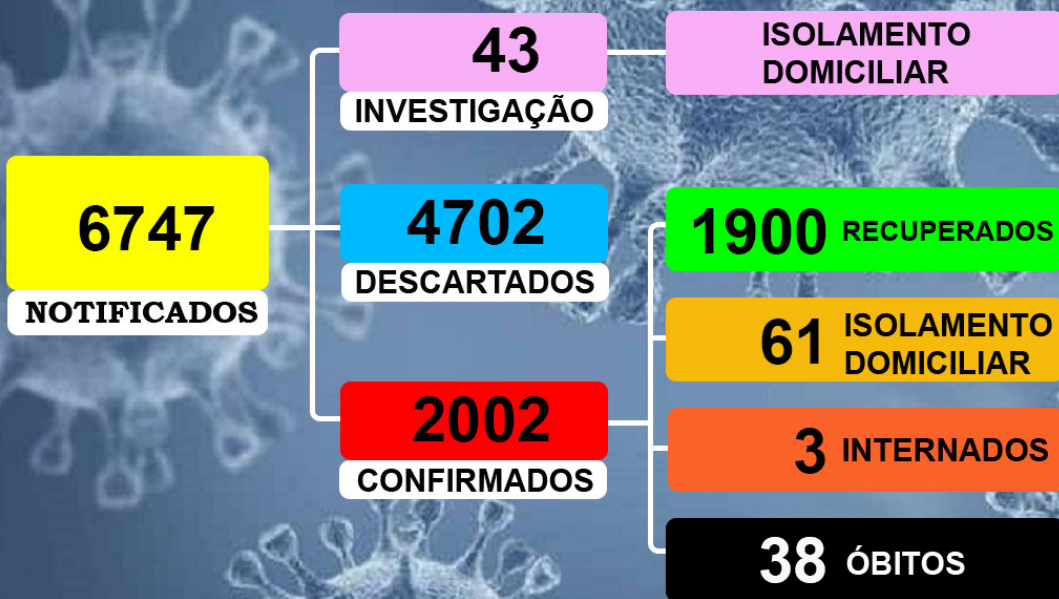 6747
NOTIFICADOS
43
INVESTIGAÇÃO
ISOLAMENTO
DOMICILIAR
4702
DESCARTADOS
2002
CONFIRMADOS
1900 RECUPERADOS
61 ISOLAMENTO
DOMICILIAR
3 INTERNADOS
38 ÓBITOS